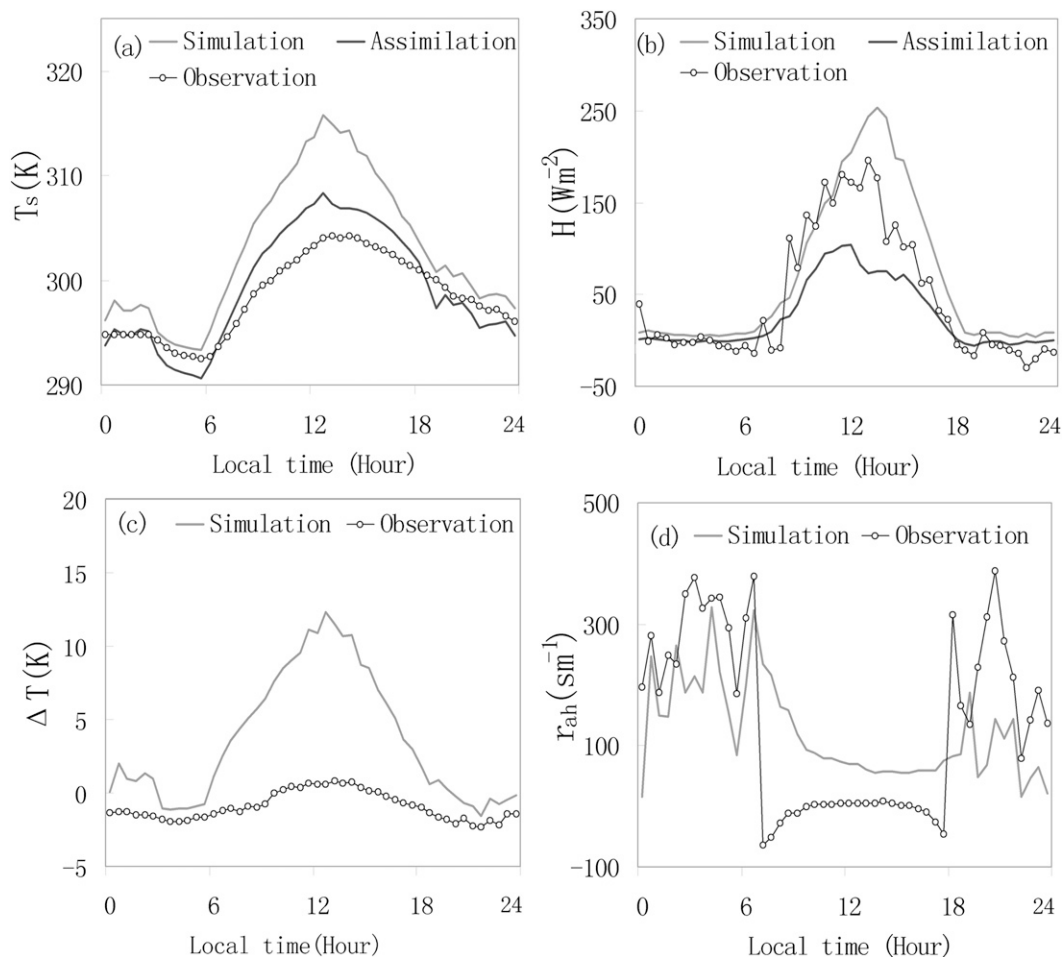 (a) Simulation Assimilation
Observation
320
310
300
290
Ts(K)
0 6 12 18 24
Local time (Hour)
(b) Simulation Assimilation
Observation
350
250
150
50
-50
H(Wm-2)
0 6 12 18 24
Local time (Hour)
(c) Simulation Observation
20
15
10
5
0
-5
ΔT(K)
0 6 12 18 24
Local time(Hour)
(d) Simulation Observation
500
300
100
-100
rah(sm-1)
0 6 12 18 24
Local time (Hour)